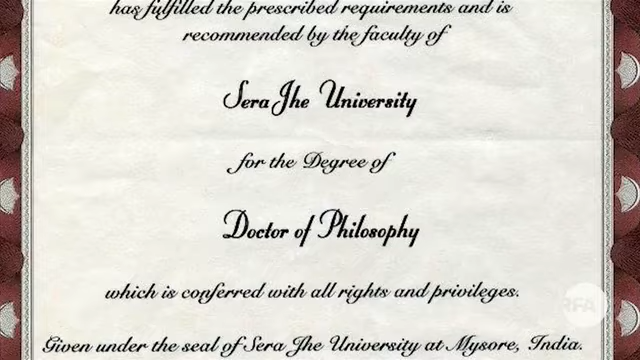 has fulfilled the prescribed requirements and is
recommended by the faculty of
Sera Jhe University
for the Degree of
Doctor of Philosophy
which is conferred with all rights and privileges.
RFA
Given under the seal of Sera Jhe University at Mysore, India.